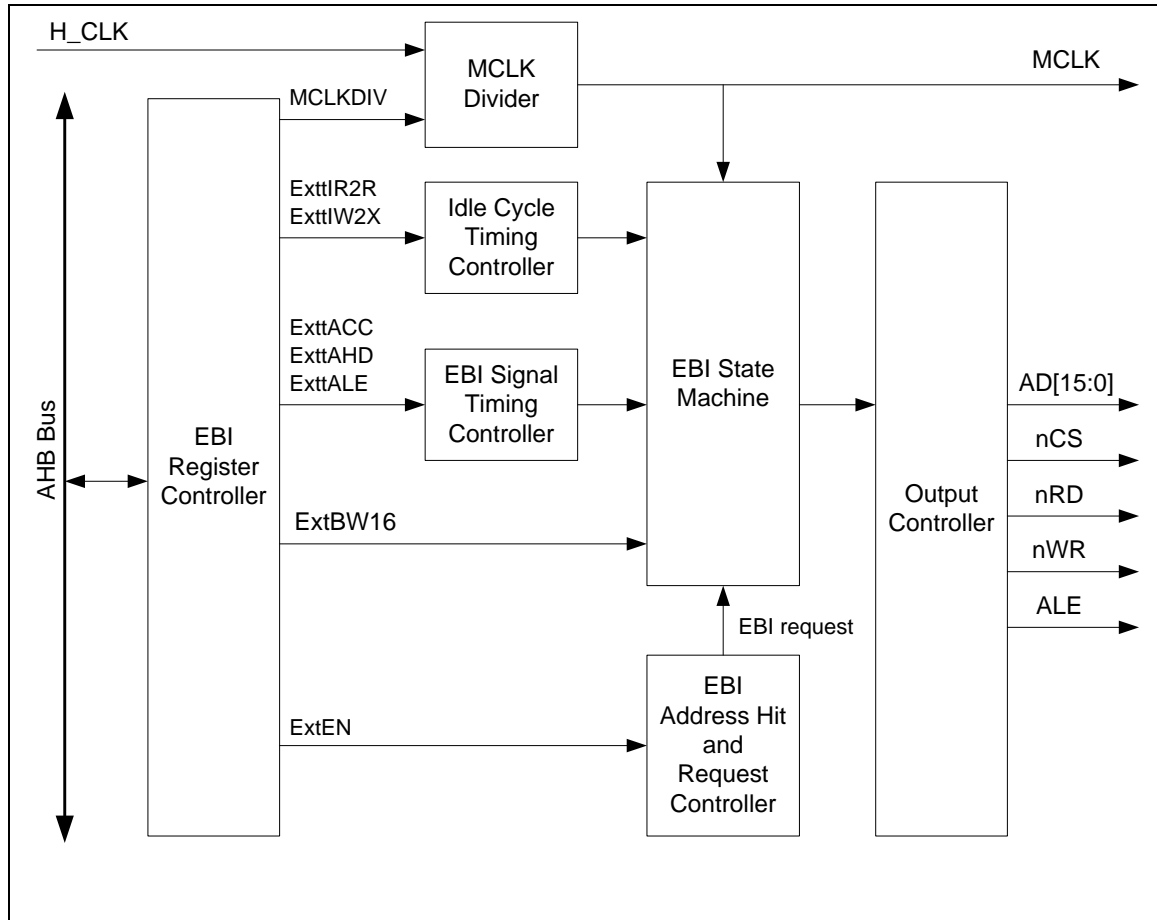 H_CLK
MCLK
Divider
MCLK
MCLKDIV
ExttIR2R
ExttIW2X
Idle Cycle
Timing
Controller
ExttACC
ExttAHD
ExttALE
EBI Signal
Timing
Controller
EBI State
Machine
AHB Bus
EBI
Register
Controller
ExtBW16
Output
Controller
AD[15:0]
nCS
nRD
nWR
ALE
EBI request
ExtEN
EBI
Address Hit
and
Request
Controller